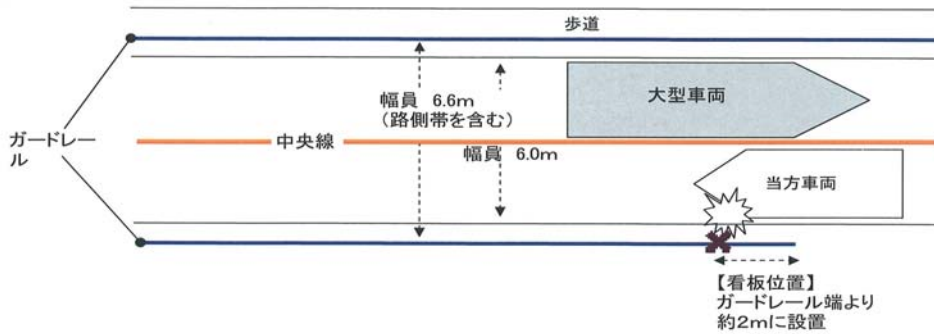 歩道
幅員 6.6m
（路側帯を含む）
大型車両
ガードレー
ル
中央線
幅員 6.0m
当方車両
【看板位置】
ガードレール端より
約2mに設置